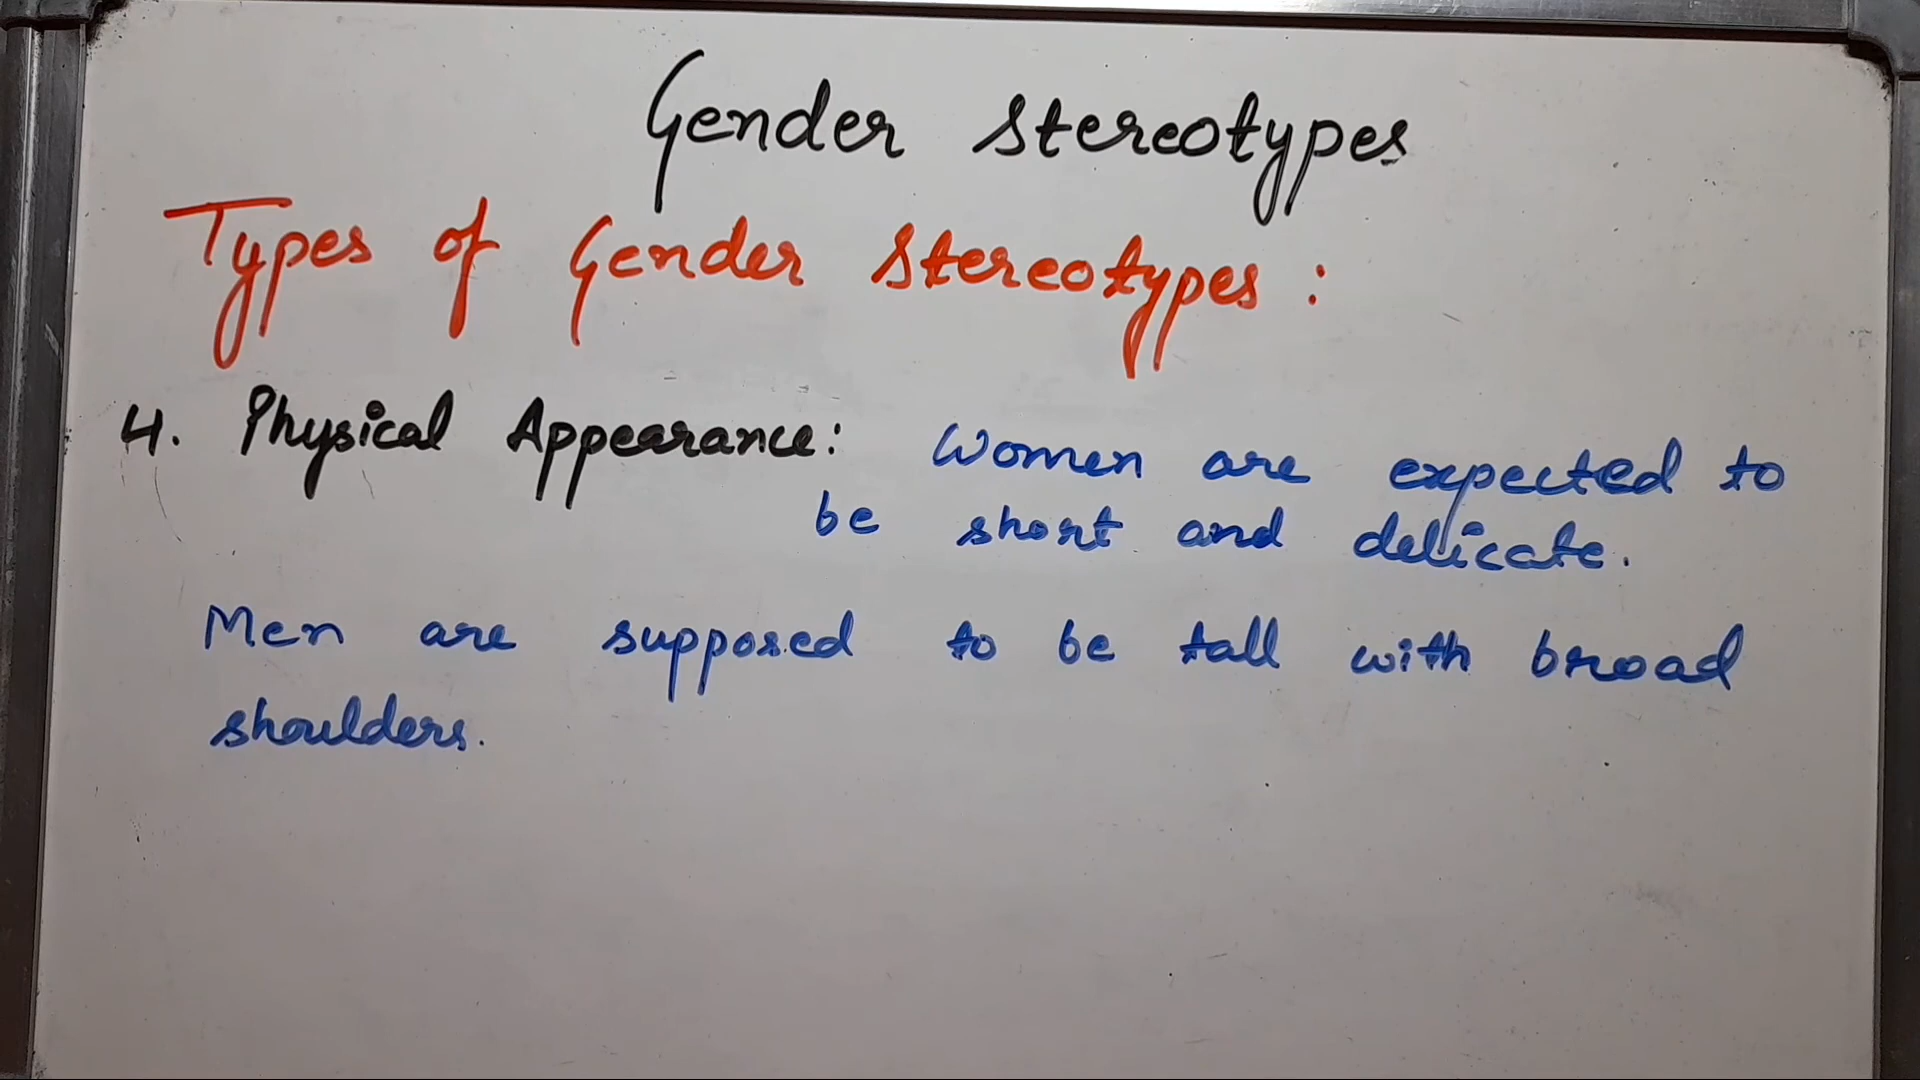 Gender Stereotypes
Types of Gender Stereotypes :
4. Physical Appearance: Women are expected to
be short and delicate.
Men are supposed to be tall with broad
shoulders.